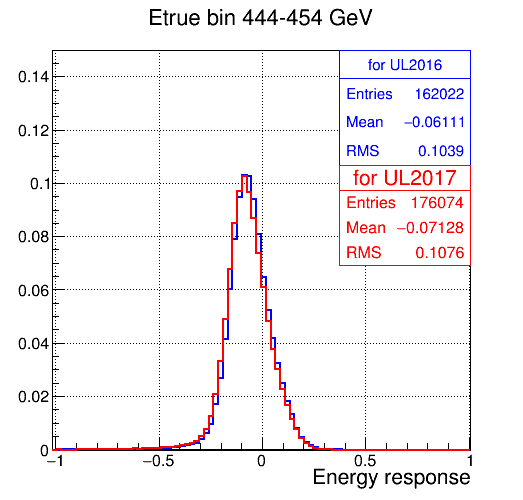 Etrue bin 444-454 GeV
for UL2016
Entries 162022
Mean −0.06111
RMS 0.1039
for UL2017
Entries 176074
Mean −0.07128
RMS 0.1076
0.14
0.12
0.1
0.08
0.06
0.04
0.02
0
−1 −0.5 0 0.5 1
Energy response